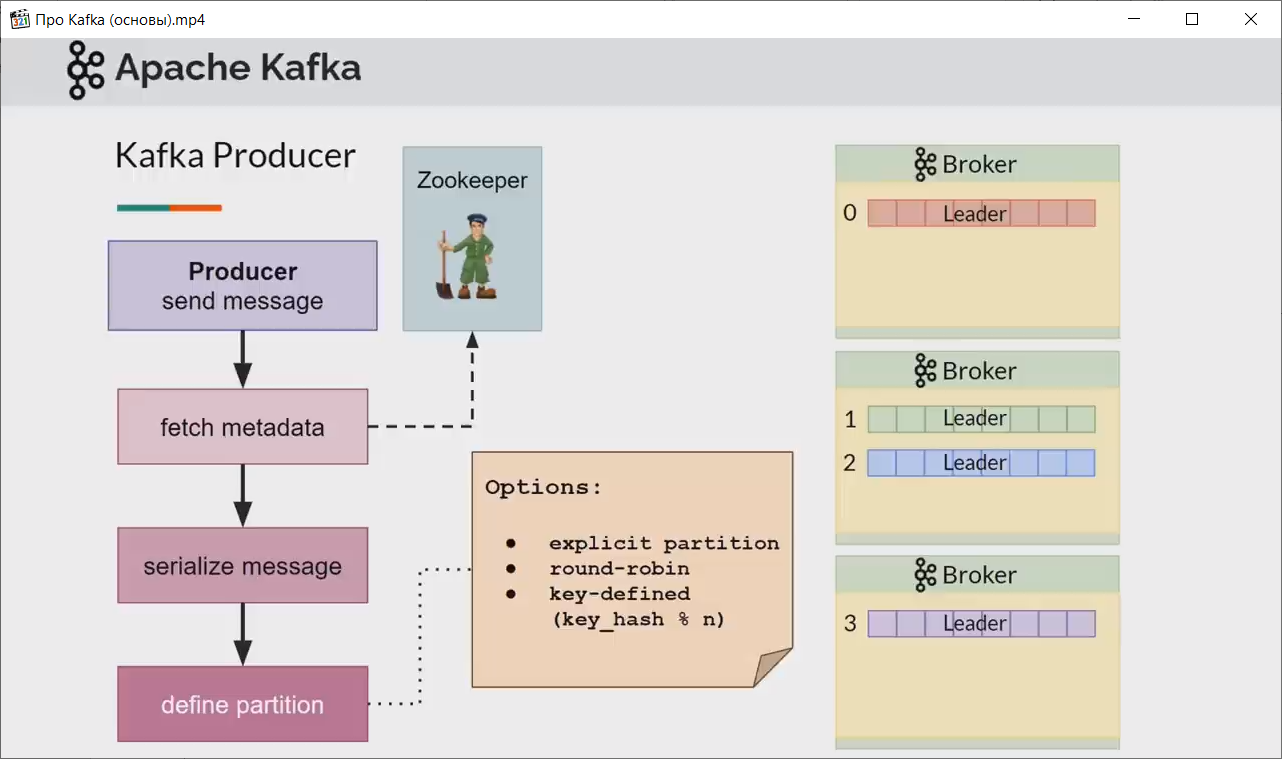 Про Kafka (основы).mp4
Apache Kafka
Kafka Producer
Producer
send message
fetch metadata
serialize message
define partition
Zookeeper
Options:
● explicit partition
● round-robin
● key-defined
(key_hash % n)
Broker
0 Leader
Broker
1 Leader
2 Leader
Broker
3 Leader